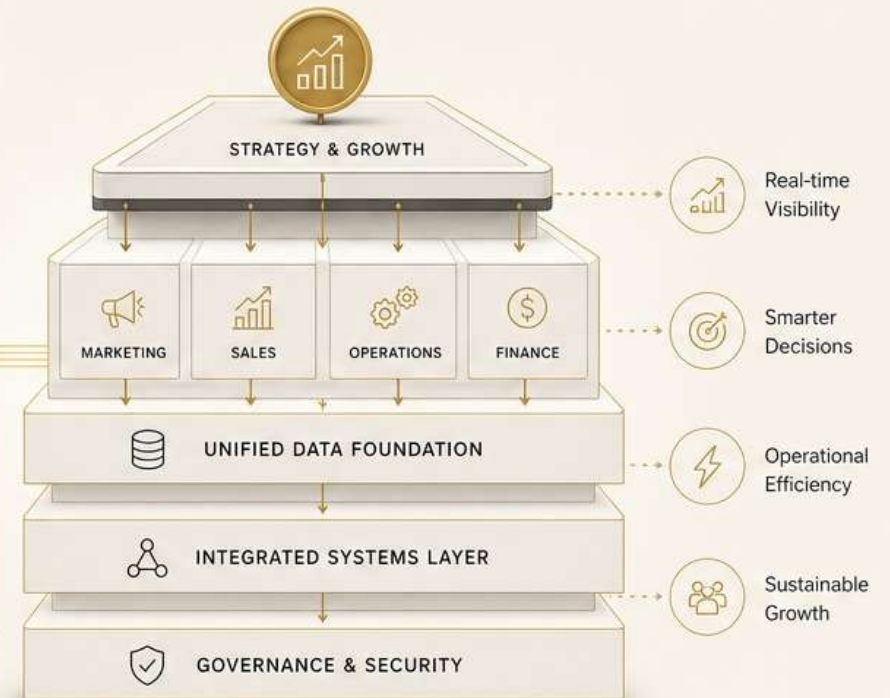 STRATEGY & GROWTH
Real-time
Visibility
MARKETING
SALES
OPERATIONS
$
FINANCE
Smarter
Decisions
UNIFIED DATA FOUNDATION
Operational
Efficiency
INTEGRATED SYSTEMS LAYER
Sustainable
Growth
GOVERNANCE & SECURITY